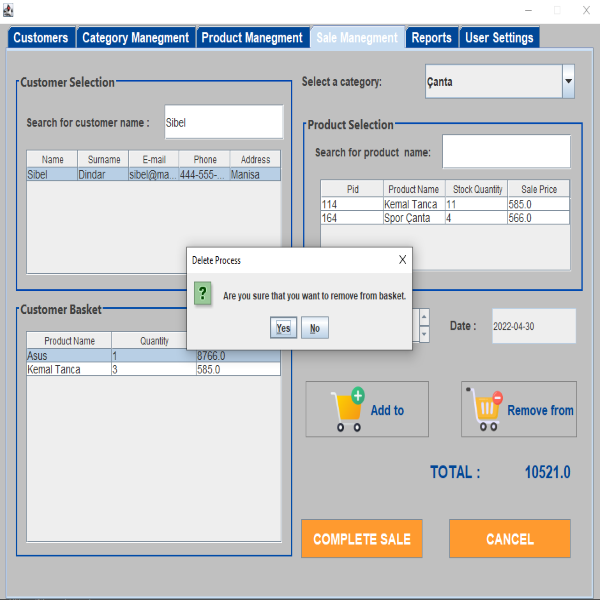 Customers Category Manegment Product Manegment Sale Manegment Reports User Settings
Customer Selection
Search for customer name : Sibel
Name Surname E-mail Phone Address
Sibel Dindar sibel@ma... 444-555-... Manisa
Select a category: Çanta
Product Selection
Search for product name:
Pid Product Name Stock Quantity Sale Price
114 Kemal Tanca 11 585.0
164 Spor Çanta 4 566.0
Delete Process X
? Are you sure that you want to remove from basket.
Yes No
Customer Basket
Product Name Quantity
Asus 1 8766.0
Kemal Tanca 3 585.0
Date : 2022-04-30
Add to Remove from
TOTAL : 10521.0
COMPLETE SALE CANCEL